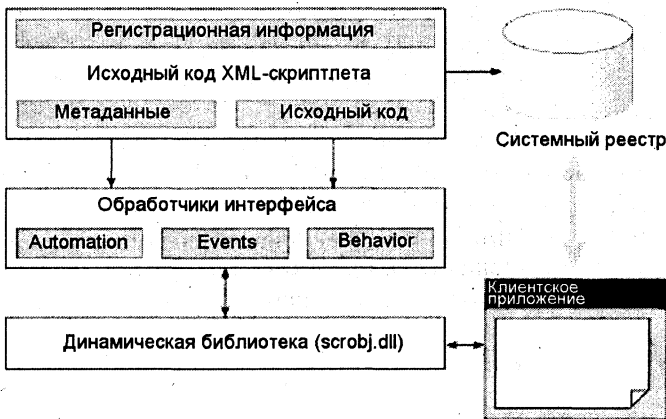 Регистрационная информация
Исходный код XML-скриптлета
Метаданные
Исходный код
Системный реестр
Обработчики интерфейса
Automation
Events
Behavior
Клиентское
приложение
Динамическая библиотека (scrobj.dll)